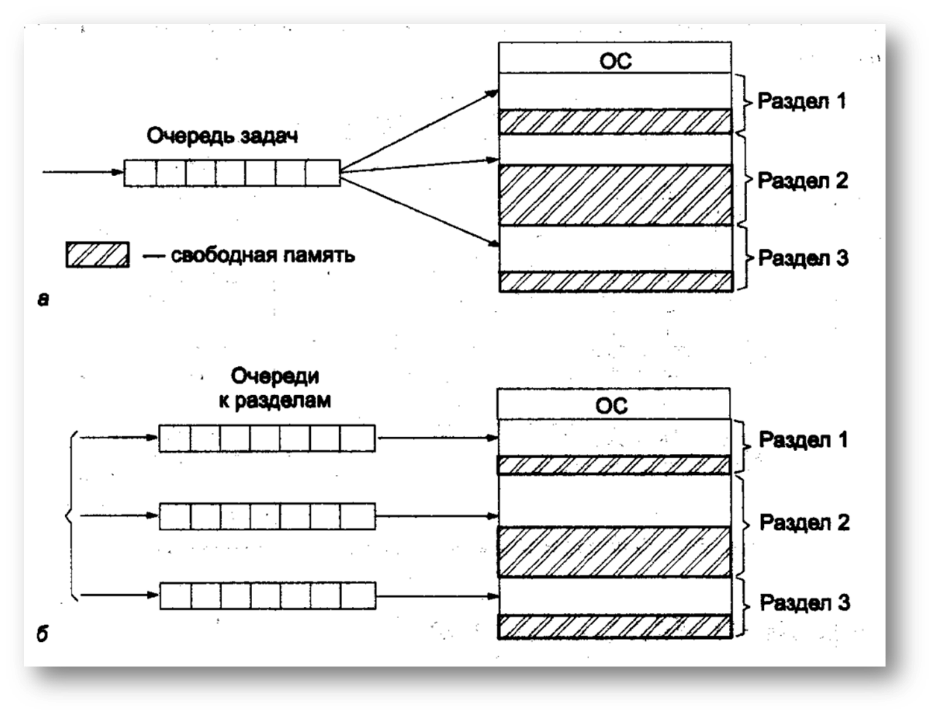 ОС
Раздел 1
Очередь задач
Раздел 2
— свободная память
Раздел 3
а
Очереди
к разделам
ОС
Раздел 1
Раздел 2
Раздел 3
б